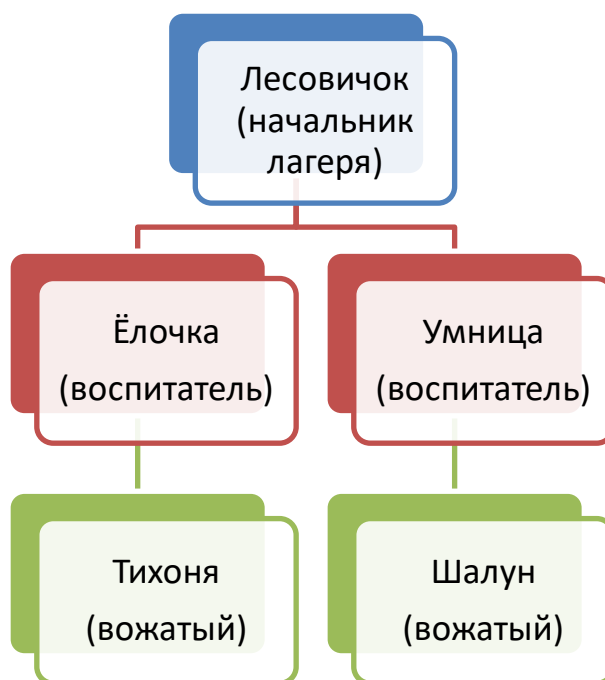 Лесовичок
(начальник
лагеря)
Ёлочка
(воспитатель)
Умница
(воспитатель)
Тихоня
(вожатый)
Шалун
(вожатый)